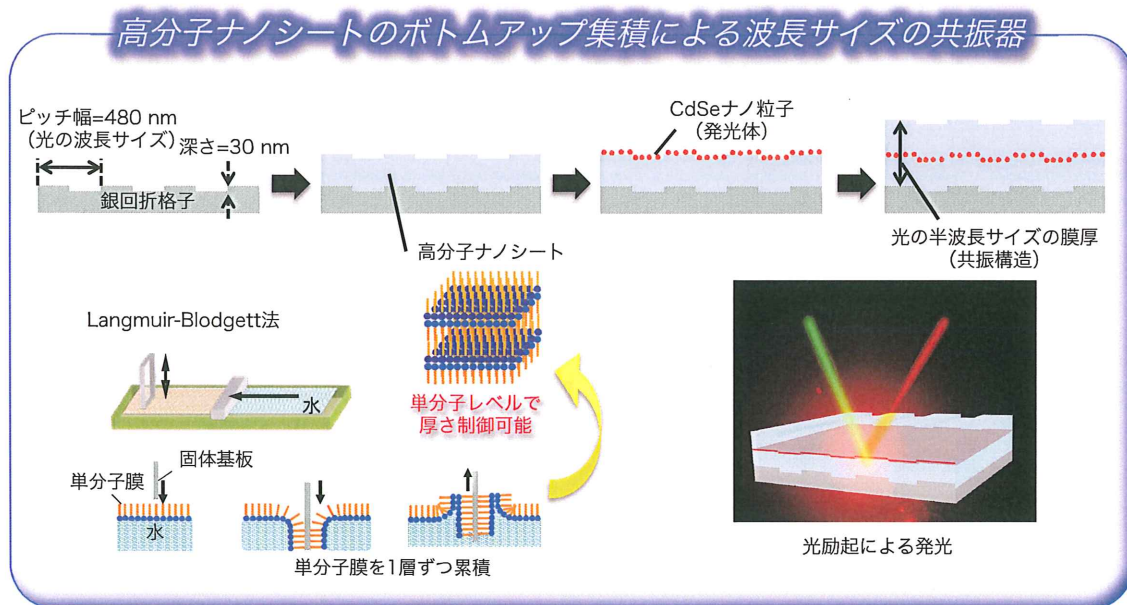 高分子ナノシートのボトムアップ集積による波長サイズの共振器
ピッチ幅=480 nm
(光の波長サイズ)
深さ=30 nm
銀回折格子
高分子ナノシート
CdSeナノ粒子
(発光体)
光の半波長サイズの膜厚
(共振構造)
Langmuir-Blodgett法
水
単分子レベルで
厚さ制御可能
固体基板
単分子膜
水
単分子膜を1層ずつ累積
光励起による発光